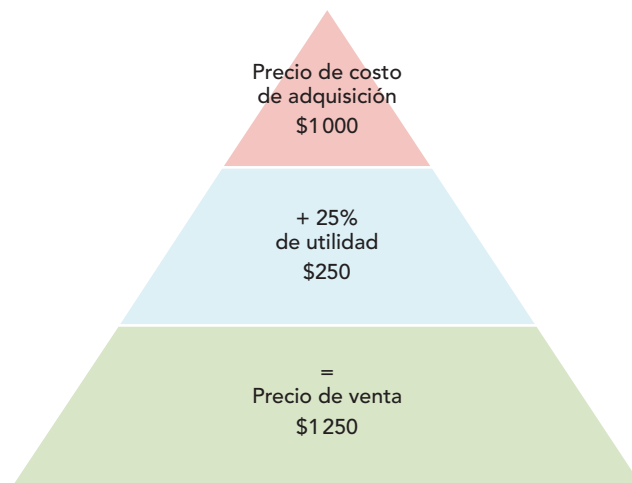 Precio de costo
de adquisición
$1 000
+ 25%
de utilidad
$250
=
Precio de venta
$1 250